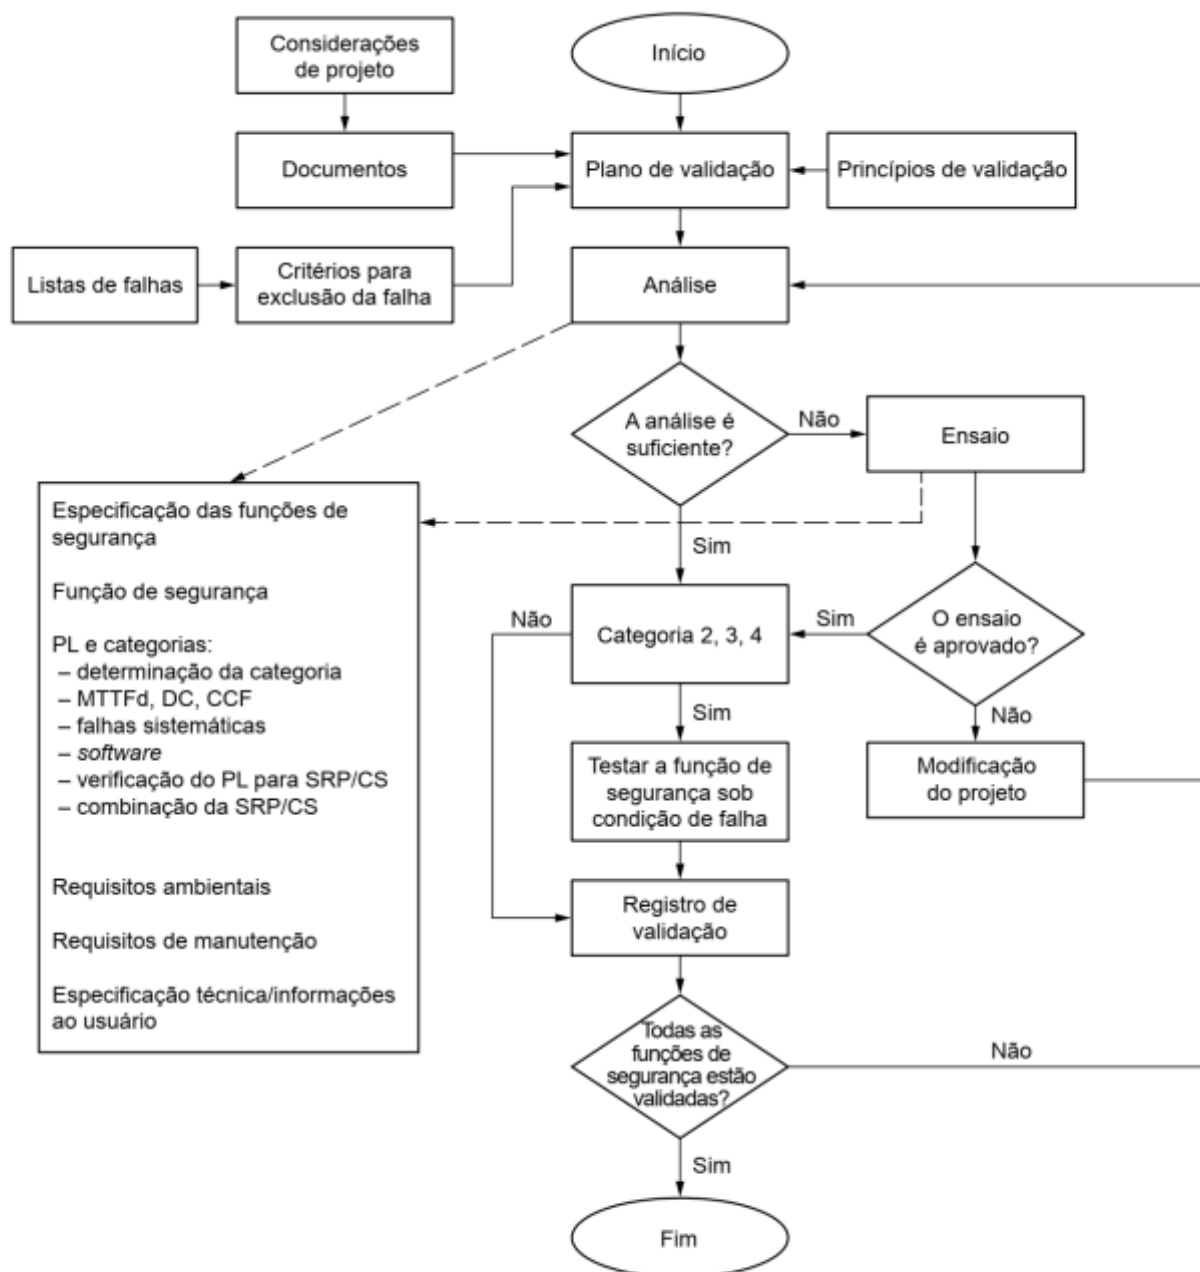 Considerações
de projeto
Início
Documentos
Plano de validação
Princípios de validação
Listas de falhas
Critérios para
exclusão da falha
Análise
A análise é
suficiente?
Não
Ensaio
Sim
Especificação das funções de
segurança
Função de segurança
PL e categorias:
– determinação da categoria
– MTTFd, DC, CCF
– falhas sistemáticas
– software
– verificação do PL para SRP/CS
– combinação da SRP/CS
Requisitos ambientais
Requisitos de manutenção
Especificação técnica/informações
ao usuário
Não
Categoria 2, 3, 4
Sim
O ensaio
é aprovado?
Sim
Não
Testar a função de
segurança sob
condição de falha
Modificação
do projeto
Registro de
validação
Todas as
funções de
segurança estão
validadas?
Não
Sim
Fim